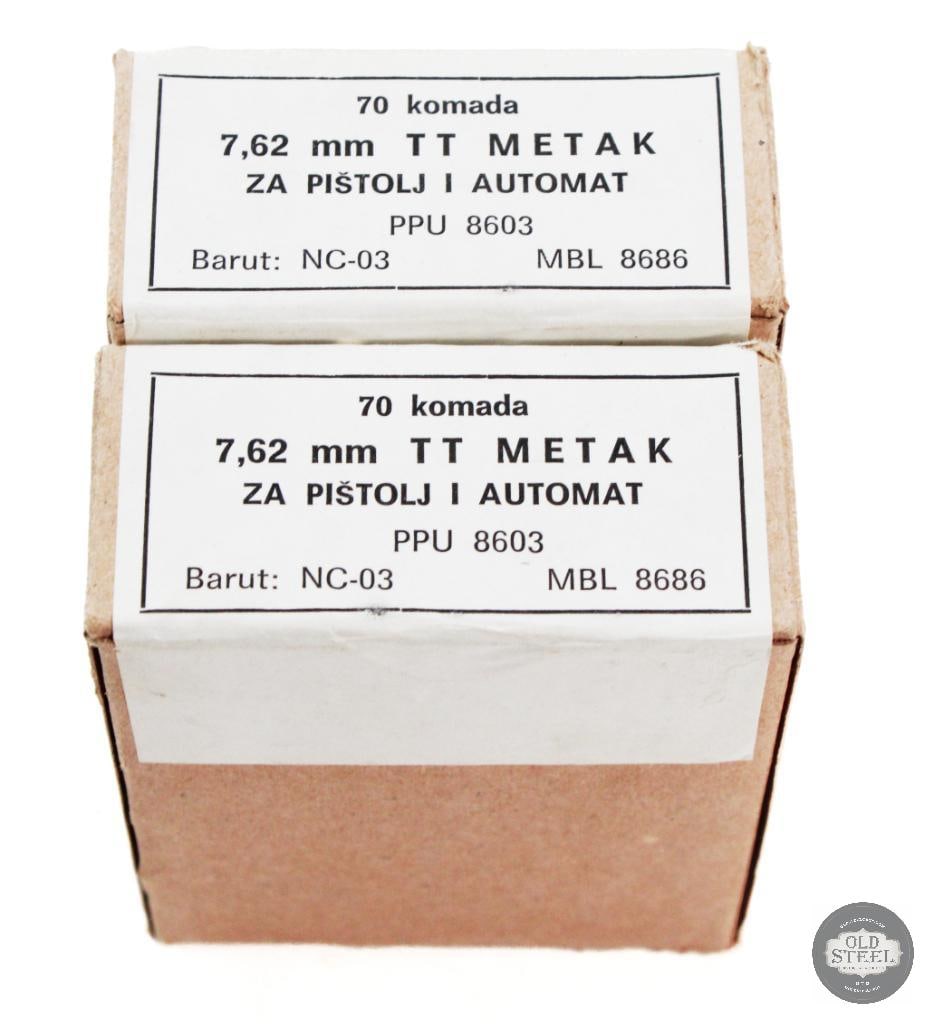 70 komada
7,62 mm TT METAK
ZA PIŠTOLJ I AUTOMAT
PPU 8603
Barut: NC-03 MBL 8686
70 komada
7,62 mm TT METAK
ZA PIŠTOLJ I AUTOMAT
PPU 8603
Barut: NC-03 MBL 8686
OLD
STEEL